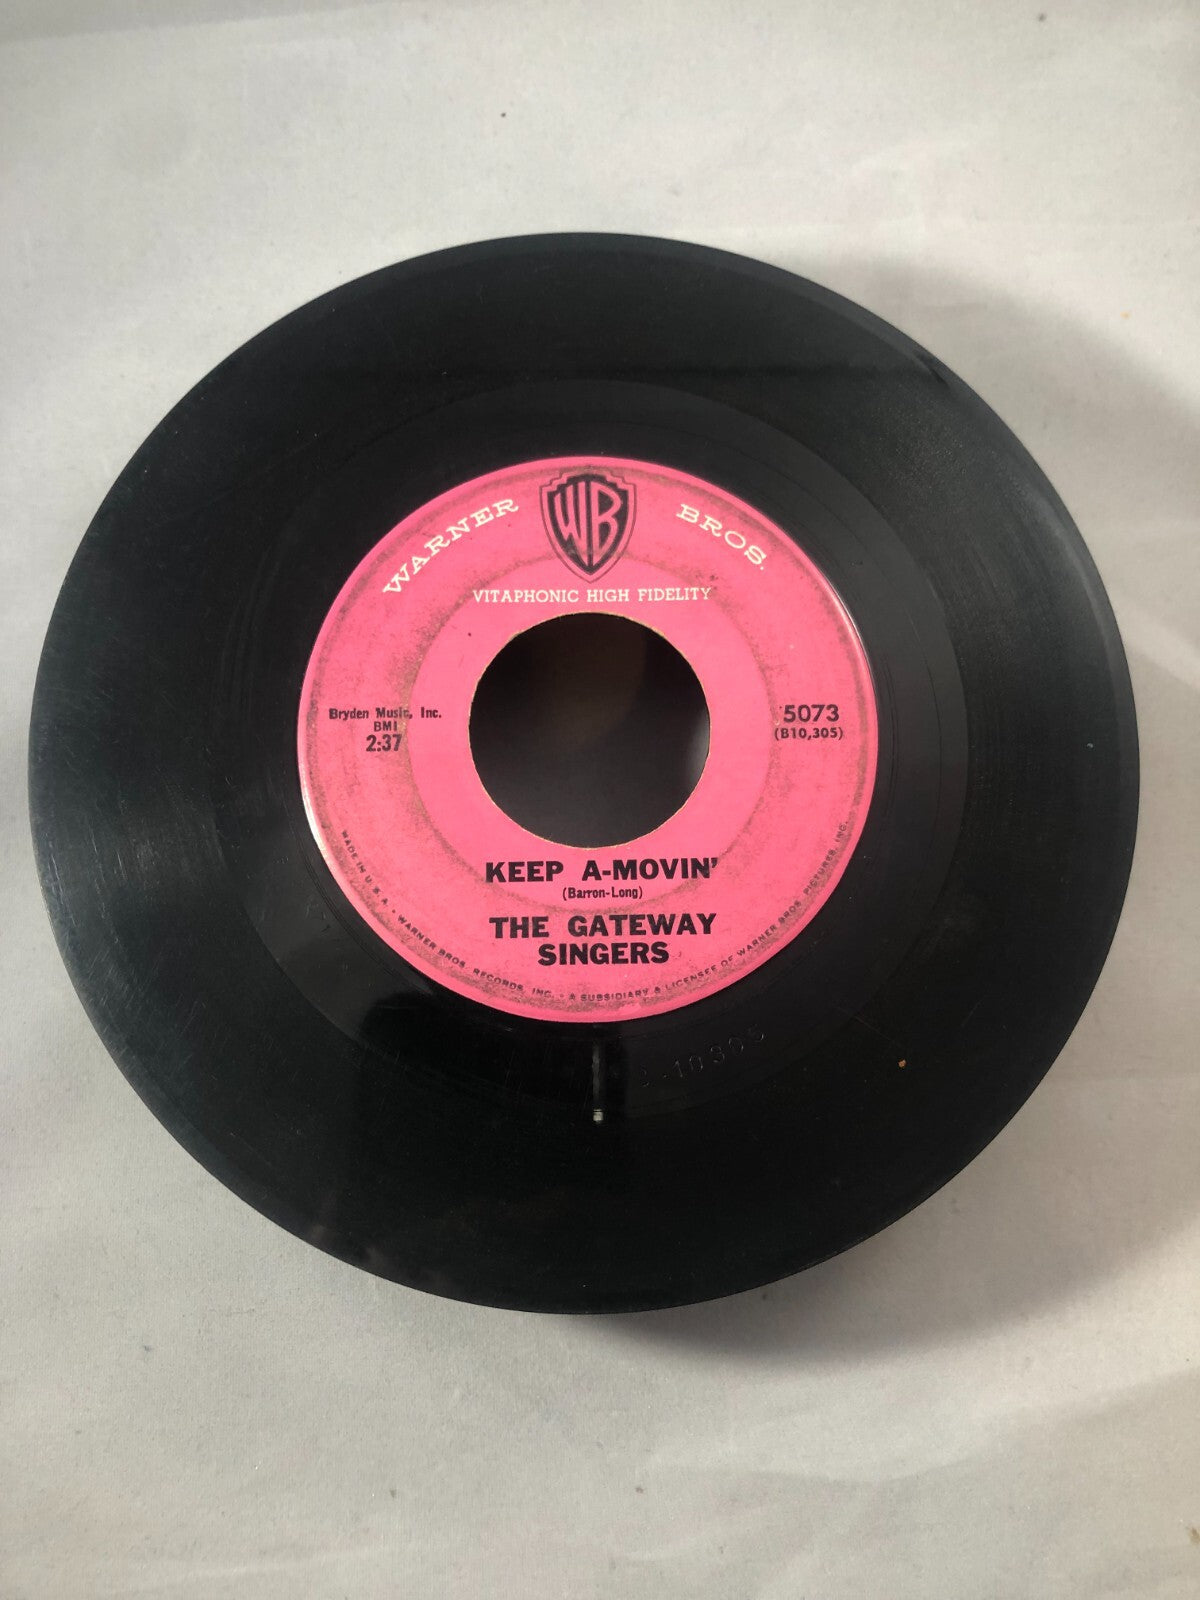 WARNER WB BROS.
VITAPHONIC HIGH FIDELITY
Bryden Music, Inc.
BMI
2:37
5073
(B10,305)
KEEP A-MOVIN'
(Barron-Long)
THE GATEWAY
SINGERS
MADE IN U. S. A. • WARNER BROS. RECORDS, INC. • A SUBSIDIARY & LICENSEE OF WARNER BROS. PICTURES, INC.
10305